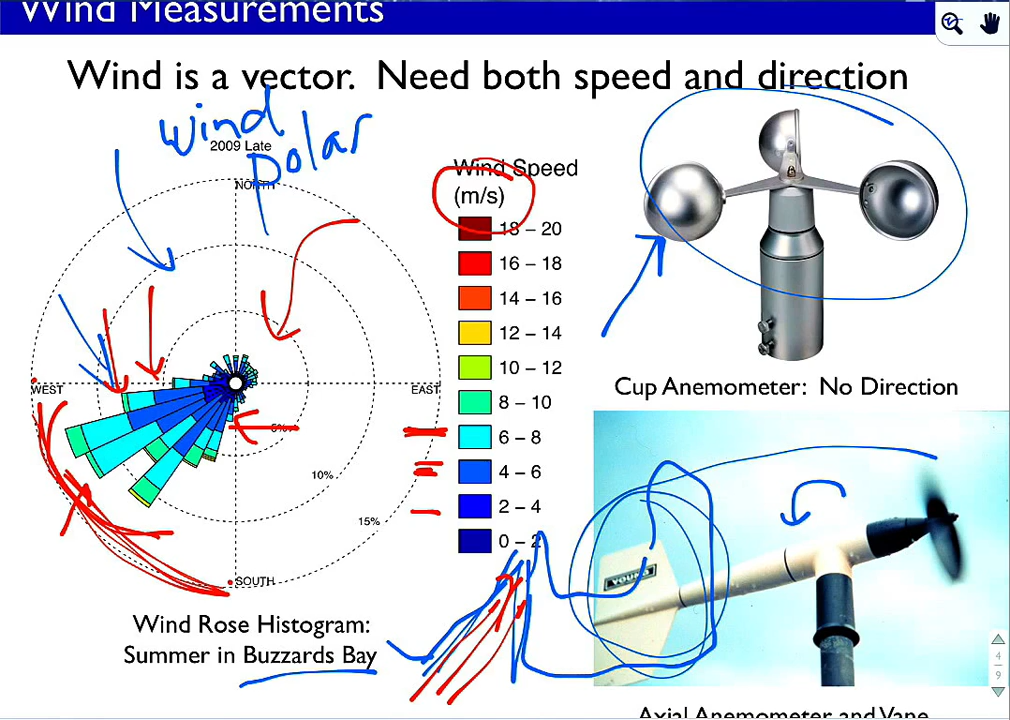 Wind Measurements
Wind is a vector. Need both speed and direction
wind
polar
2009 Late
NORTH
WEST
EAST
SOUTH
5%
10%
15%
Wind Speed
(m/s)
18 – 20
16 – 18
14 – 16
12 – 14
10 – 12
8 – 10
6 – 8
4 – 6
2 – 4
0 – 2
Wind Rose Histogram:
Summer in Buzzards Bay
Cup Anemometer: No Direction
YOUNG
Axial Anemometer and Vane
4
9